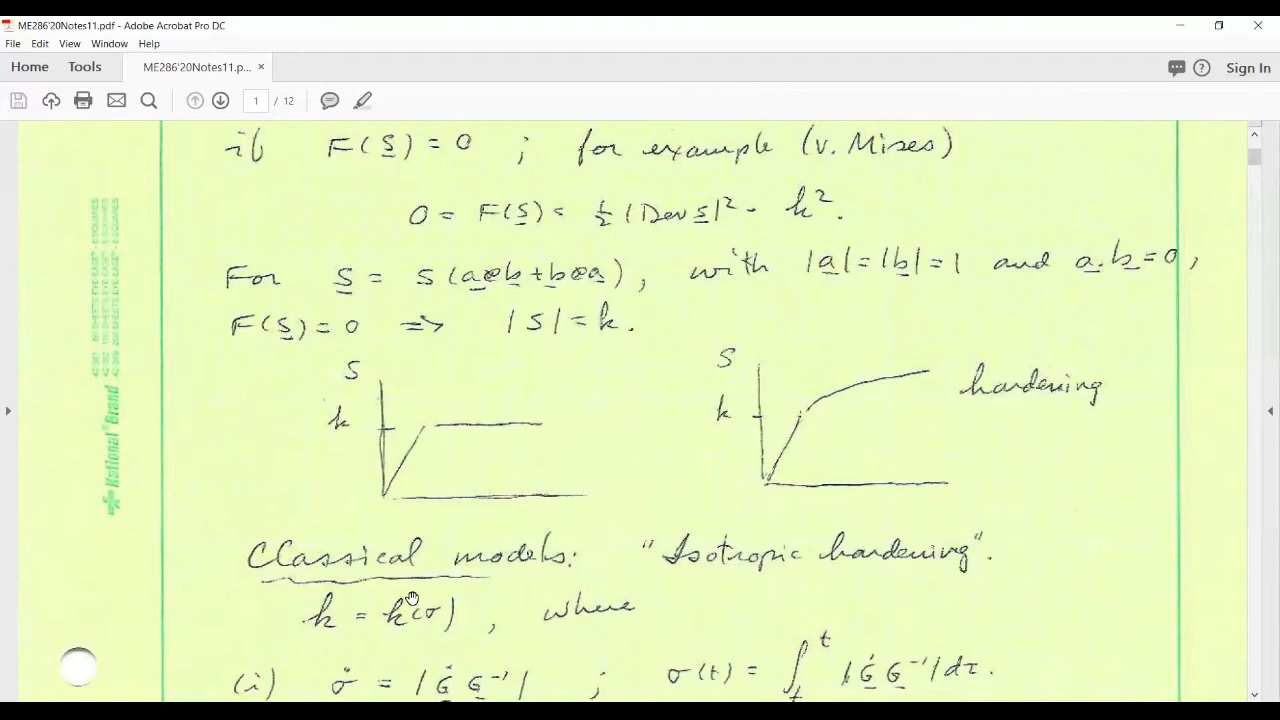 ME286'20Notes11.pdf - Adobe Acrobat Pro DC
File Edit View Window Help
Home Tools ME286'20Notes11.p... × Sign In
1 / 12
if F(S) = 0 ; for example (v. Mises)
0 = F(S) = ½ |Dev S|² - k².
For S = s(a⊗b + b⊗a), with |a|=|b|=1 and a.b=0,
F(S)=0 => |s|=k.
S
k
S
k
hardening
Classical models: "Isotropic hardening".
k = k(σ), where
(i) σ̇ = |Ġ G⁻¹| ; σ(t) = ∫ t |Ġ G⁻¹| dτ.
National Brand